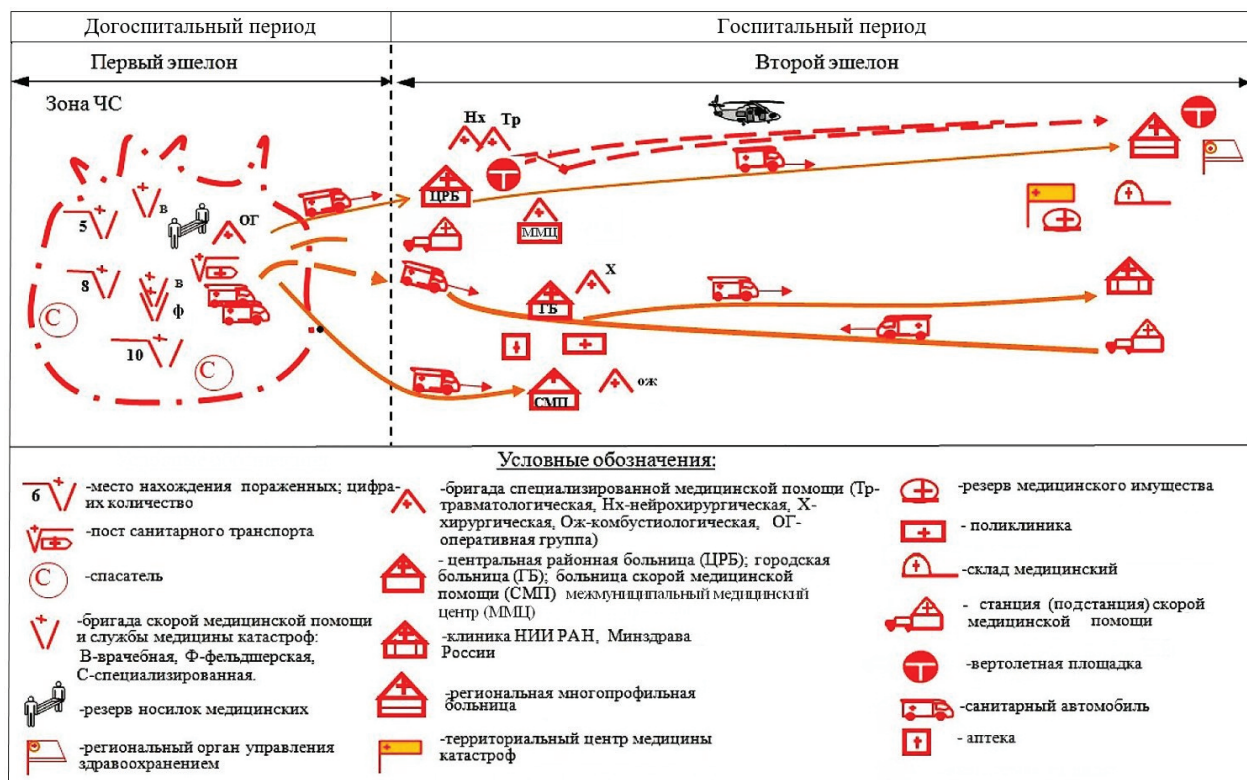 Догоспитальный период
Госпитальный период
Первый эшелон
Второй эшелон
Зона ЧС
Нх
Тр
в
5
ОГ
ЦРБ
ММЦ
8
в
ф
Х
ГБ
С
10
С
СМП
ож
Условные обозначения:
6
-место нахождения пораженных; цифра-
их количество
-пост санитарного транспорта
С
-спасатель
-бригада скорой медицинской помощи
и службы медицины катастроф:
В-врачебная, Ф-фельдшерская,
С-специализированная.
-резерв носилок медицинских
-региональный орган управления
здравоохранением
-бригада специализированной медицинской помощи (Тр-
травматологическая, Нх-нейрохирургическая, Х-
хирургическая, Ож-комбустиологическая, ОГ-
оперативная группа)
- центральная районная больница (ЦРБ); городская
больница (ГБ); больница скорой медицинской
помощи (СМП) межмуниципальный медицинский
центр (ММЦ)
-клиника НИИ РАН, Минздрава
России
-региональная многопрофильная
больница
-территориальный центр медицины
катастроф
-резерв медицинского имущества
- поликлиника
-склад медицинский
- станция (подстанция) скорой
медицинской помощи
-вертолетная площадка
-санитарный автомобиль
- аптека